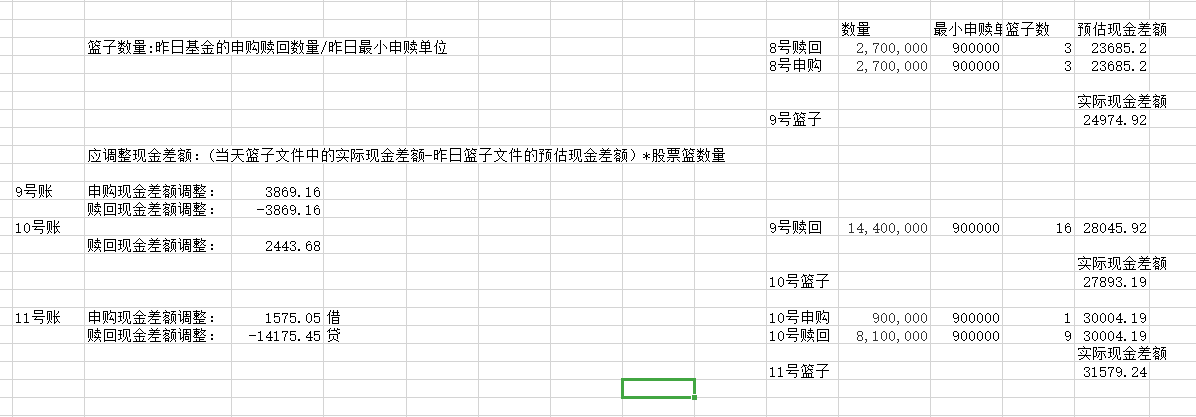 数量 最小申赎单 篮子数 预估现金差额
篮子数量:昨日基金的申购赎回数量/昨日最小申赎单位 8号赎回 2,700,000 900000 3 23685.2
8号申购 2,700,000 900000 3 23685.2
实际现金差额
9号篮子 24974.92
应调整现金差额:(当天篮子文件中的实际现金差额-昨日篮子文件的预估现金差额)*股票篮数量
9号账 申购现金差额调整: 3869.16
赎回现金差额调整: -3869.16
10号账 9号赎回 14,400,000 900000 16 28045.92
赎回现金差额调整: 2443.68
实际现金差额
10号篮子 27893.19
11号账 申购现金差额调整: 1575.05 借 10号申购 900,000 900000 1 30004.19
赎回现金差额调整: -14175.45 贷 10号赎回 8,100,000 900000 9 30004.19
实际现金差额
11号篮子 31579.24